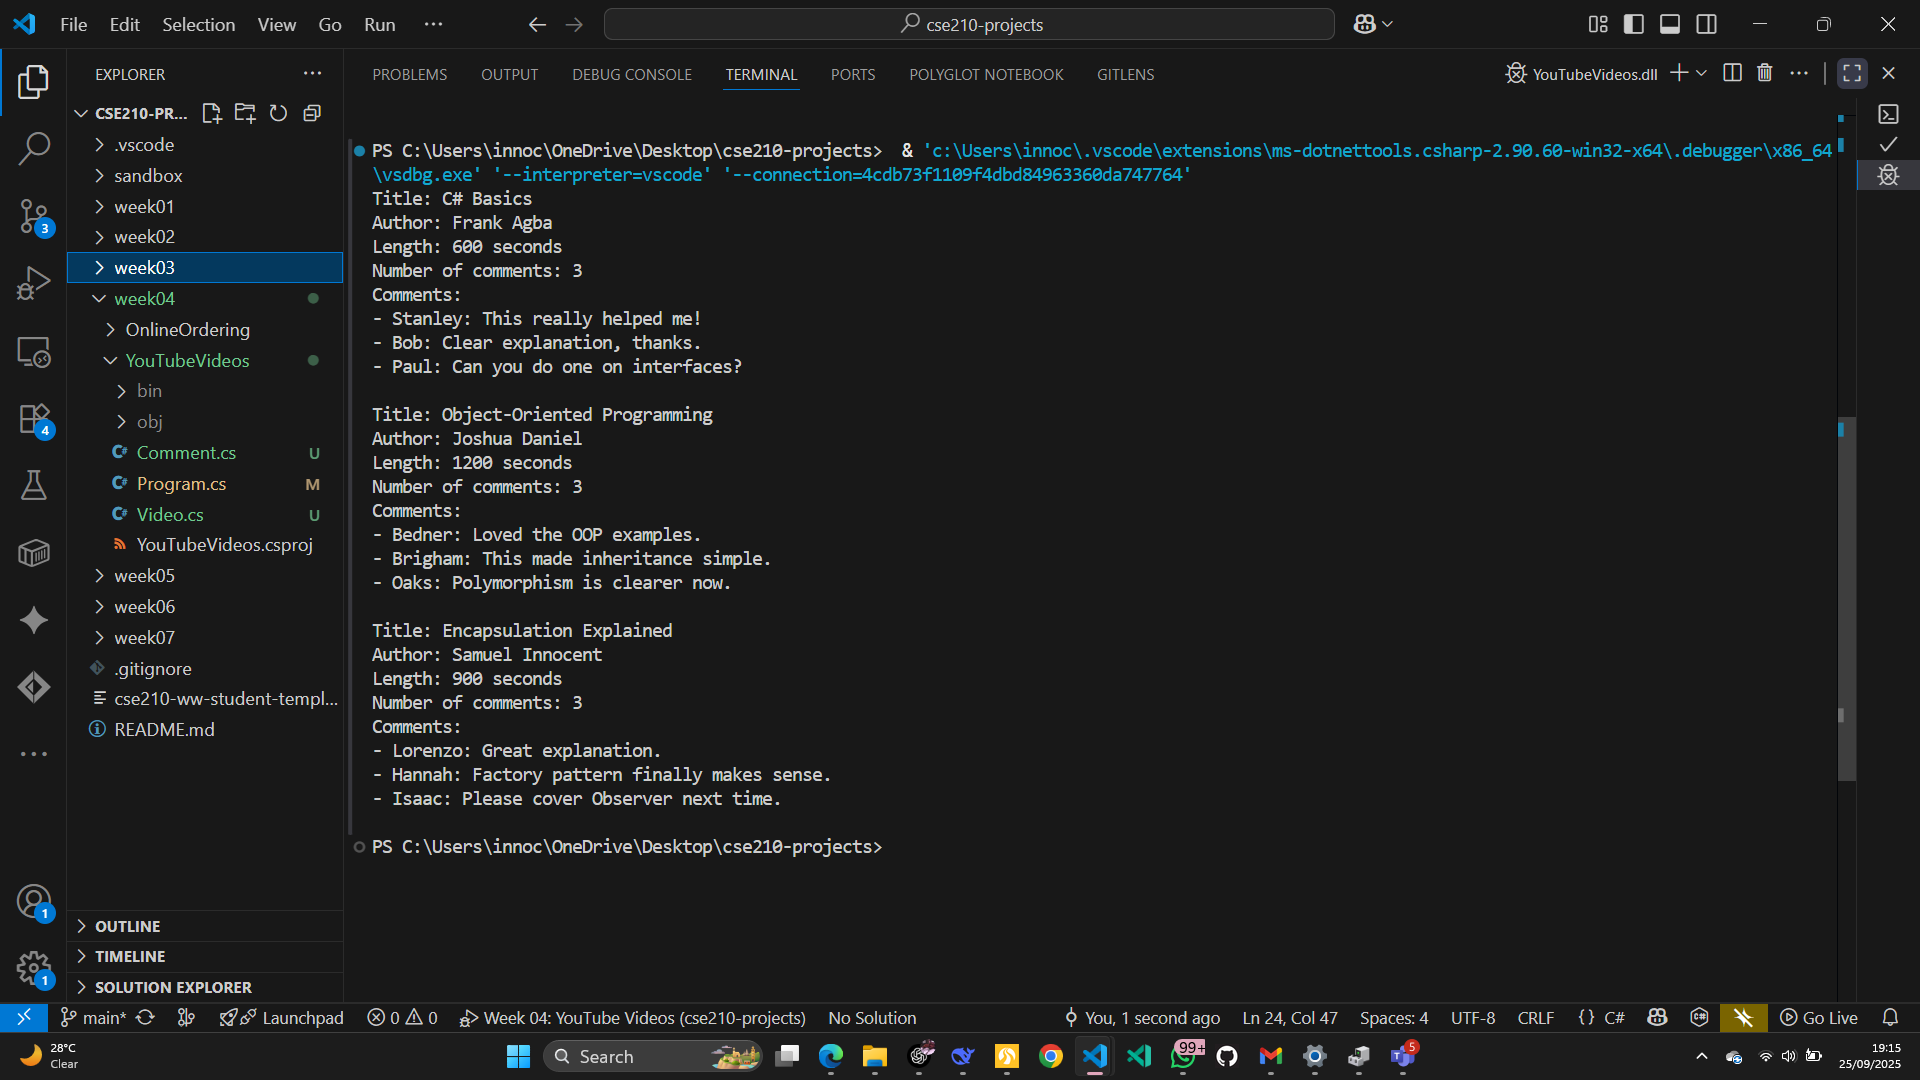 File Edit Selection View Go Run ...
cse210-projects
EXPLORER
PROBLEMS OUTPUT DEBUG CONSOLE TERMINAL PORTS POLYGLOT NOTEBOOK GITLENS
YouTubeVideos.dll
CSE210-PR...
.vscode
sandbox
week01
week02
week03
week04
OnlineOrdering
YouTubeVideos
bin
obj
Comment.cs U
Program.cs M
Video.cs U
YouTubeVideos.csproj
week05
week06
week07
.gitignore
cse210-ww-student-templ...
README.md
OUTLINE
TIMELINE
SOLUTION EXPLORER
3
4
1
1
PS C:\Users\innoc\OneDrive\Desktop\cse210-projects>  & 'c:\Users\innoc\.vscode\extensions\ms-dotnettools.csharp-2.90.60-win32-x64\.debugger\x86_64
\vsdbg.exe' '--interpreter=vscode' '--connection=4cdb73f1109f4dbd84963360da747764'
Title: C# Basics
Author: Frank Agba
Length: 600 seconds
Number of comments: 3
Comments:
- Stanley: This really helped me!
- Bob: Clear explanation, thanks.
- Paul: Can you do one on interfaces?
Title: Object-Oriented Programming
Author: Joshua Daniel
Length: 1200 seconds
Number of comments: 3
Comments:
- Bedner: Loved the OOP examples.
- Brigham: This made inheritance simple.
- Oaks: Polymorphism is clearer now.
Title: Encapsulation Explained
Author: Samuel Innocent
Length: 900 seconds
Number of comments: 3
Comments:
- Lorenzo: Great explanation.
- Hannah: Factory pattern finally makes sense.
- Isaac: Please cover Observer next time.
PS C:\Users\innoc\OneDrive\Desktop\cse210-projects>
main* Launchpad 0 0 Week 04: YouTube Videos (cse210-projects) No Solution You, 1 second ago Ln 24, Col 47 Spaces: 4 UTF-8 CRLF {} C# Go Live
28°C
Clear
Search
99+
5
19:15
25/09/2025